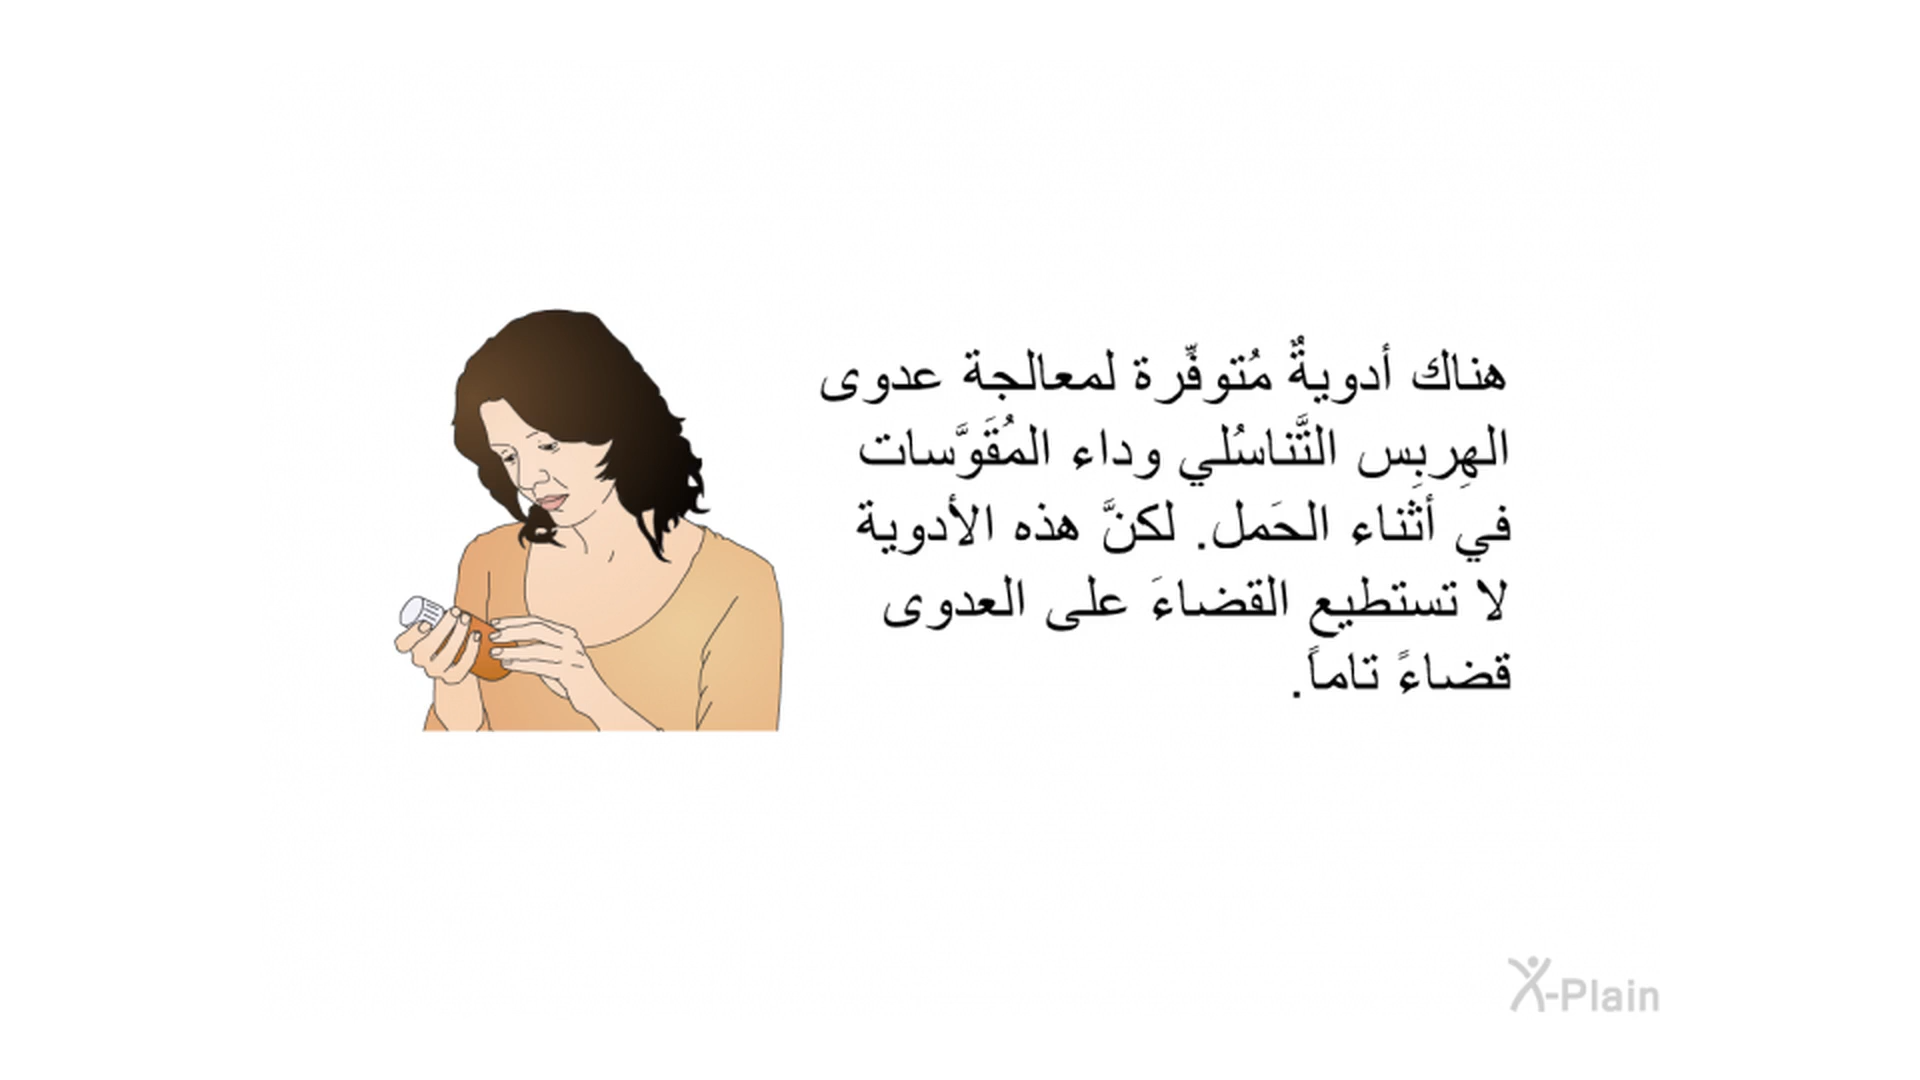 هناك أدويةٌ مُتوفِّرة لمعالجة عدوى
الهِربِس التَّناسُلي وداء المُقَوَّسات
في أثناء الحَمل. لكنَّ هذه الأدوية
لا تستطيع القضاءَ على العدوى
قضاءً تاماً.
X-Plain